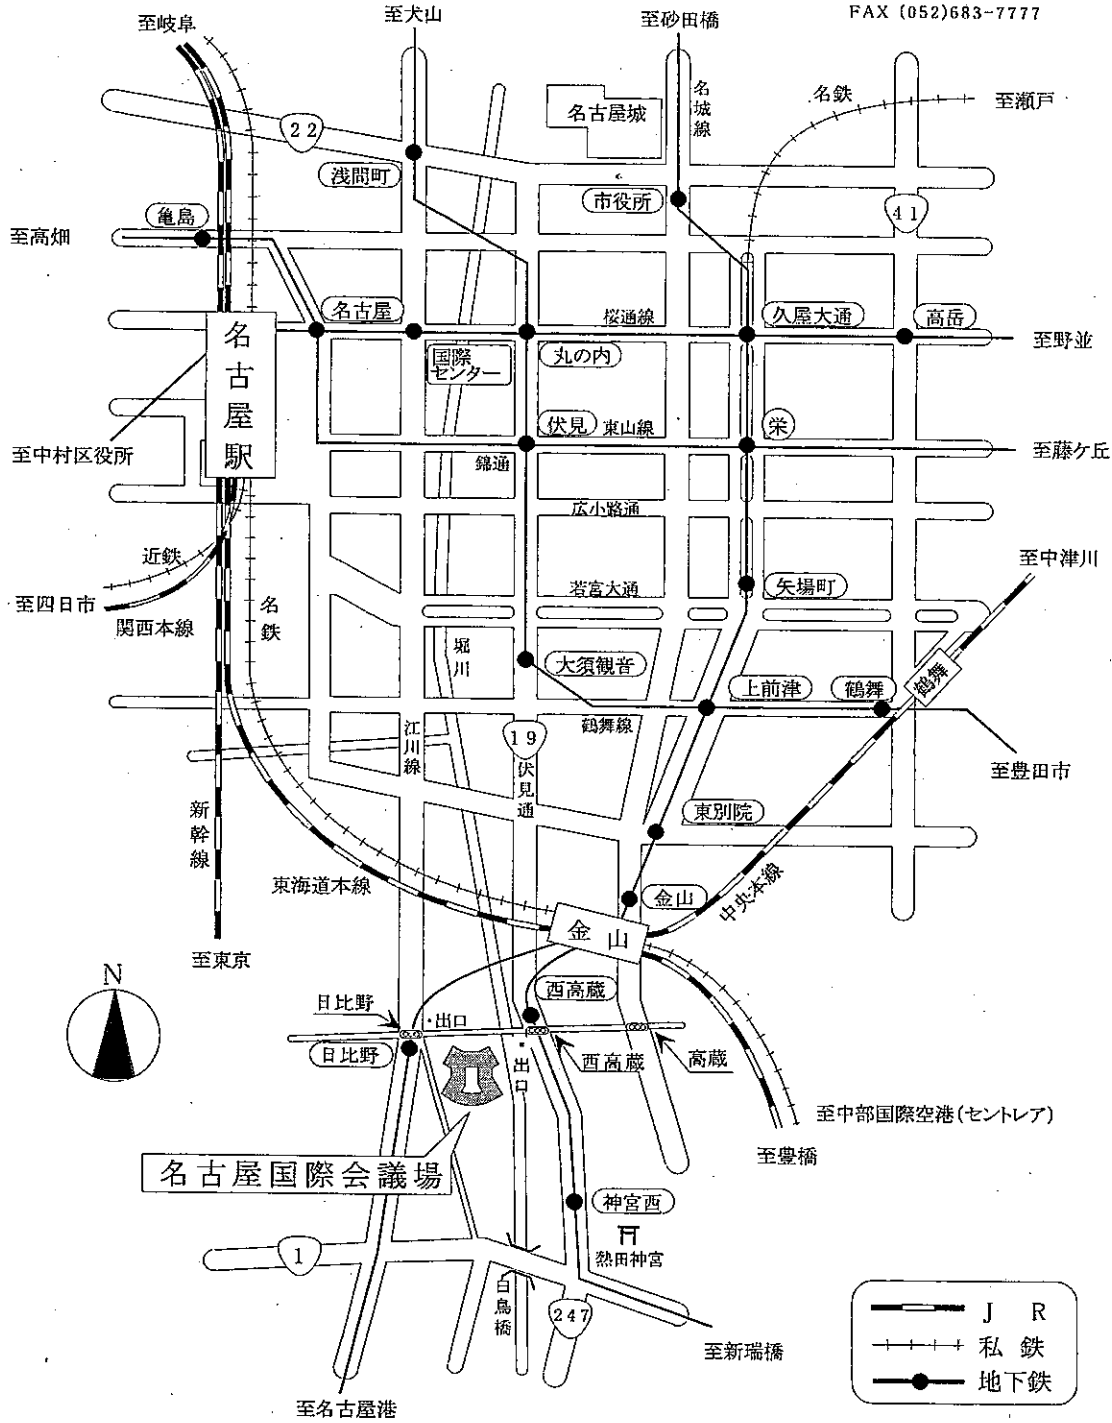 FAX (052)683-7777
至犬山
至砂田橋
至岐阜
名城線
名鉄
至瀬戸
名古屋城
22
浅間町
市役所
41
亀島
至高畑
名古屋
桜通線
久屋大通
高岳
至野並
名古屋駅
国際
センター
丸の内
伏見
東山線
栄
至中村区役所
錦通
至藤ケ丘
広小路通
近鉄
至中津川
至四日市
関西本線
名鉄
若宮大通
矢場町
堀川
大須観音
上前津
鶴舞
鶴舞
江川線
19
伏見通
鶴舞線
至豊田市
新幹線
東別院
東海道本線
金山
中央本線
金山
至東京
N
西高蔵
日比野
・出口
日比野
・出口
西高蔵
高蔵
至中部国際空港(セントレア)
至豊橋
名古屋国際会議場
神宮西
熱田神宮
1
白鳥橋
247
至新瑞橋
至名古屋港
J R
私鉄
地下鉄